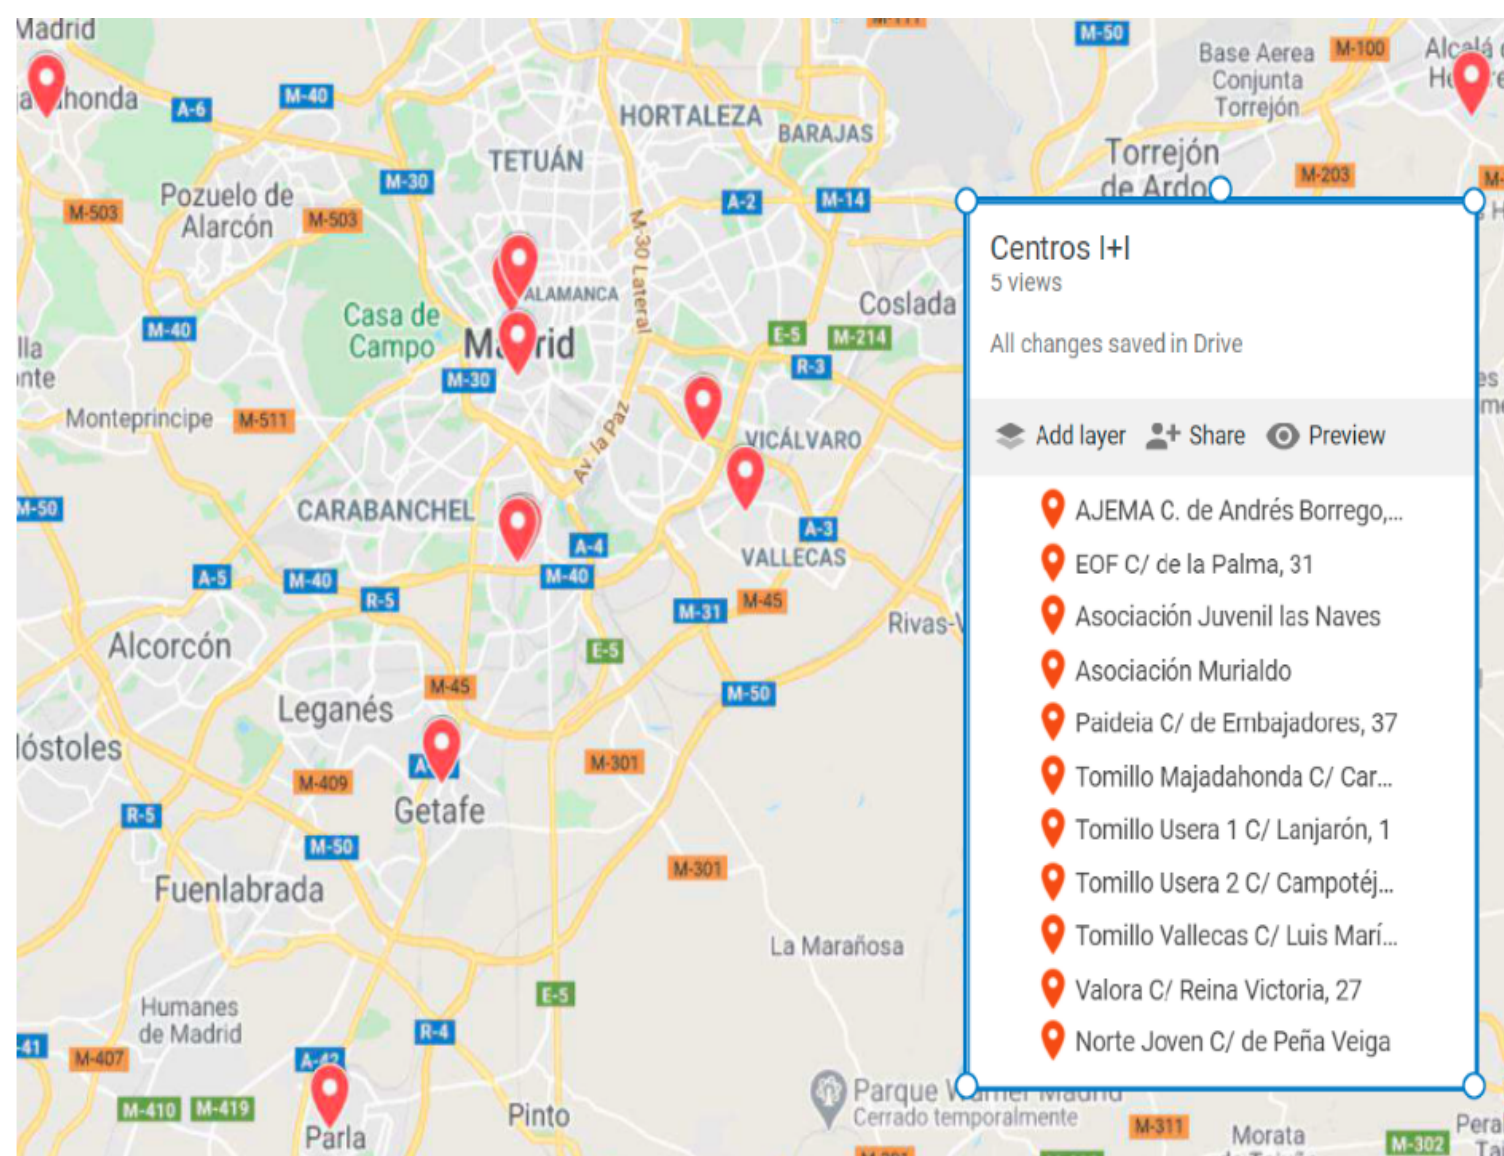 Madrid
M-50
Base Aerea
Conjunta
Torrejón
M-100
A-6
M-40
HORTALEZA
BARAJAS
TETUÁN
Torrejón
M-203
M-30
Pozuelo de
Alarcón
M-503
M-503
A-2
M-14
M-30 Lateral
Casa de
Campo
Coslada
M-40
E-5
M-214
R-3
M-30
Monteprincipe
M-511
Av. la Paz
VICÁLVARO
CARABANCHEL
M-50
A-4
A-3
VALLECAS
A-5
M-40
M-40
R-5
M-31
M-45
Alcorcón
E-5
M-45
M-50
Leganés
M-301
M-409
Getafe
R-5
M-50
M-301
Fuenlabrada
La Marañosa
E-5
Humanes
de Madrid
R-4
M-407
A-42
M-410
M-419
Parla
Pinto
Cerrado temporalmente
M-311
Morata
M-302
Centros I+I
5 views
All changes saved in Drive
Add layer Share Preview
AJEMA C. de Andrés Borrego,...
EOF C/ de la Palma, 31
Asociación Juvenil las Naves
Asociación Murialdo
Paideia C/ de Embajadores, 37
Tomillo Majadahonda C/ Car...
Tomillo Usera 1 C/ Lanjarón, 1
Tomillo Usera 2 C/ Campotéj...
Tomillo Vallecas C/ Luis Marí...
Valora C/ Reina Victoria, 27
Norte Joven C/ de Peña Veiga